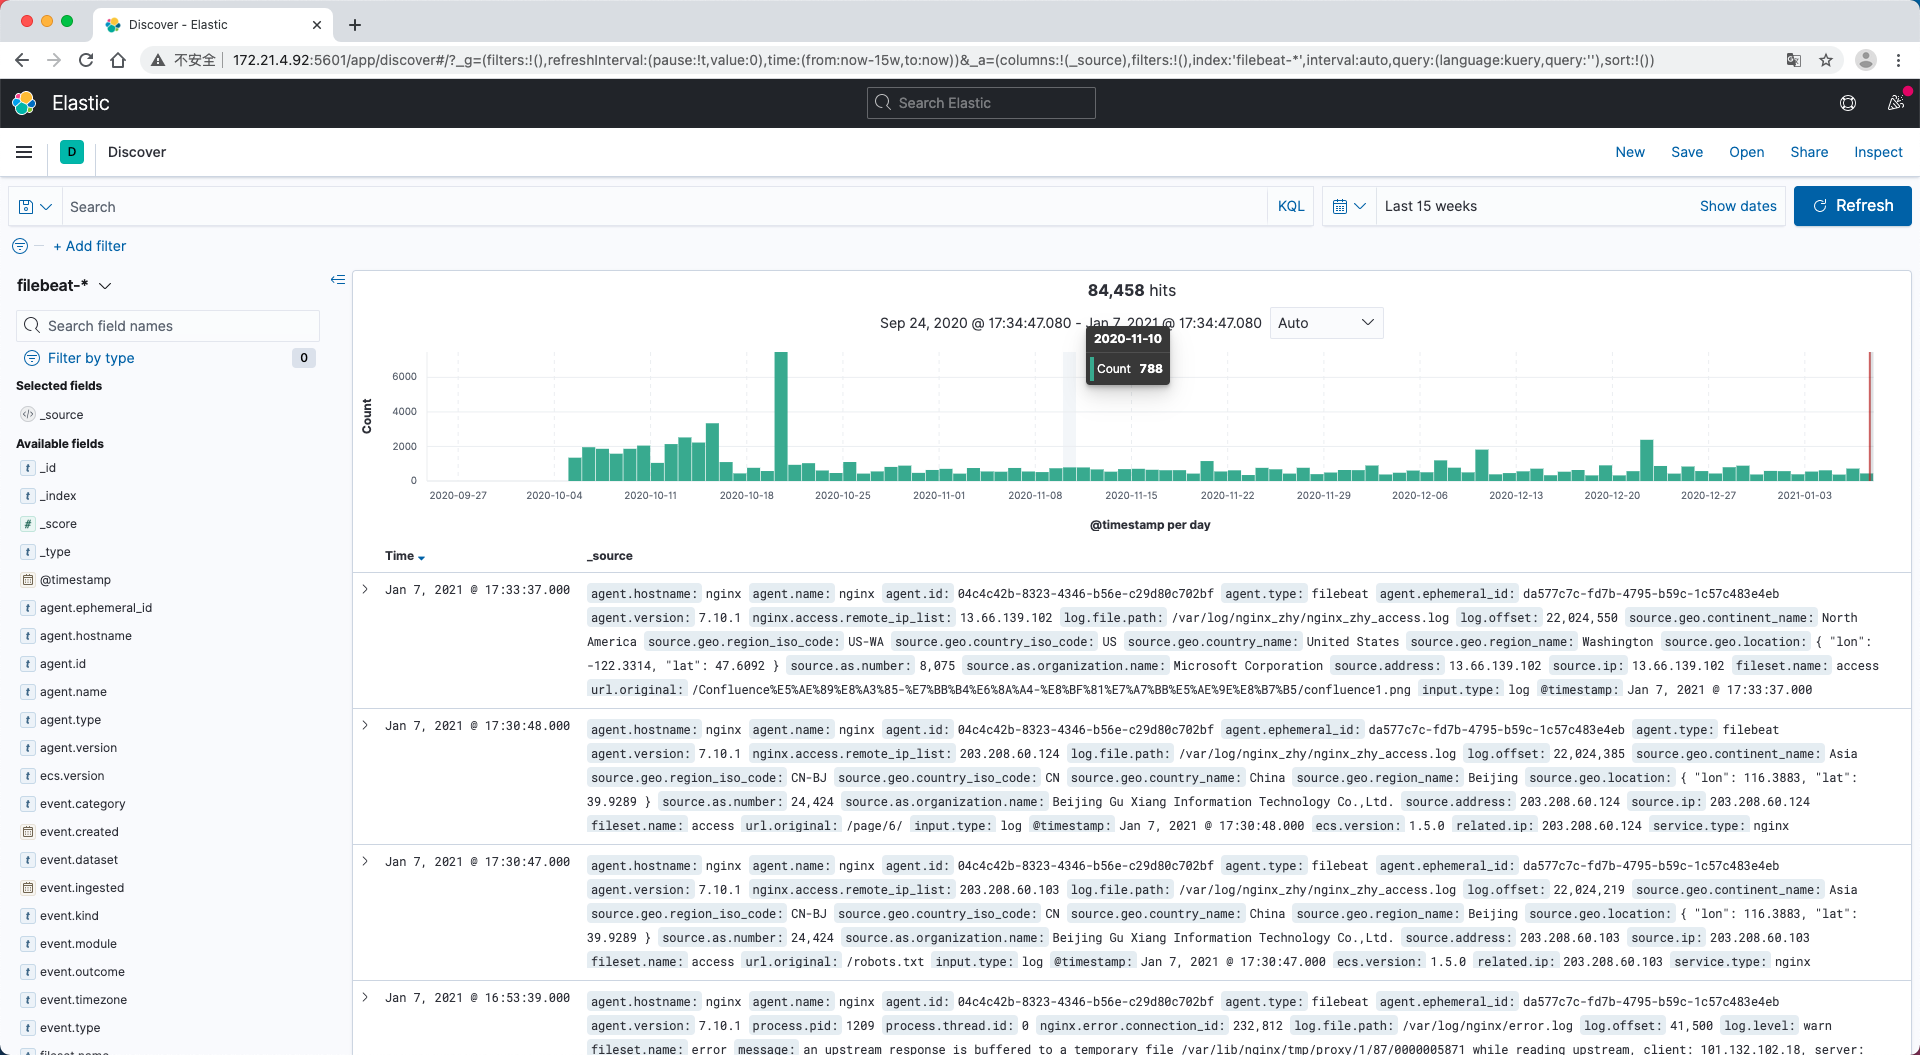 Discover - Elastic
不安全 172.21.4.92:5601/app/discover#/?_g=(filters:!(),refreshInterval:(pause:!t,value:0),time:(from:now-15w,to:now))&_a=(columns:!(_source),filters:!(),index:'filebeat-*',interval:auto,query:(language:kuery,query:''),sort:!())
Elastic
Search Elastic
D
Discover
New Save Open Share Inspect
Search
KQL
Last 15 weeks
Show dates
Refresh
+ Add filter
filebeat-*
Search field names
Filter by type 0
Selected fields
_source
Available fields
t _id
t _index
# _score
t _type
@timestamp
t agent.ephemeral_id
t agent.hostname
t agent.id
t agent.name
t agent.type
t agent.version
t ecs.version
t event.category
event.created
t event.dataset
event.ingested
t event.kind
t event.module
t event.outcome
t event.timezone
t event.type
84,458 hits
Sep 24, 2020 @ 17:34:47.080 - Jan 7, 2021 @ 17:34:47.080
Auto
2020-11-10
Count 788
Count
6000
4000
2000
0
2020-09-27 2020-10-04 2020-10-11 2020-10-18 2020-10-25 2020-11-01 2020-11-08 2020-11-15 2020-11-22 2020-11-29 2020-12-06 2020-12-13 2020-12-20 2020-12-27 2021-01-03
@timestamp per day
Time _source
Jan 7, 2021 @ 17:33:37.000
agent.hostname: nginx agent.name: nginx agent.id: 04c4c42b-8323-4346-b56e-c29d80c702bf agent.type: filebeat agent.ephemeral_id: da577c7c-fd7b-4795-b59c-1c57c483e4eb
agent.version: 7.10.1 nginx.access.remote_ip_list: 13.66.139.102 log.file.path: /var/log/nginx_zhy/nginx_zhy_access.log log.offset: 22,024,550 source.geo.continent_name: North
America source.geo.region_iso_code: US-WA source.geo.country_iso_code: US source.geo.country_name: United States source.geo.region_name: Washington source.geo.location: { "lon":
-122.3314, "lat": 47.6092 } source.as.number: 8,075 source.as.organization.name: Microsoft Corporation source.address: 13.66.139.102 source.ip: 13.66.139.102 fileset.name: access
url.original: /Confluence%E5%AE%89%E8%A3%85-%E7%BB%B4%E6%8A%A4-%E8%BF%81%E7%A7%BB%E5%AE%9E%E8%B7%B5/confluence1.png input.type: log @timestamp: Jan 7, 2021 @ 17:33:37.000
Jan 7, 2021 @ 17:30:48.000
agent.hostname: nginx agent.name: nginx agent.id: 04c4c42b-8323-4346-b56e-c29d80c702bf agent.ephemeral_id: da577c7c-fd7b-4795-b59c-1c57c483e4eb agent.type: filebeat
agent.version: 7.10.1 nginx.access.remote_ip_list: 203.208.60.124 log.file.path: /var/log/nginx_zhy/nginx_zhy_access.log log.offset: 22,024,385 source.geo.continent_name: Asia
source.geo.region_iso_code: CN-BJ source.geo.country_iso_code: CN source.geo.country_name: China source.geo.region_name: Beijing source.geo.location: { "lon": 116.3883, "lat":
39.9289 } source.as.number: 24,424 source.as.organization.name: Beijing Gu Xiang Information Technology Co.,Ltd. source.address: 203.208.60.124 source.ip: 203.208.60.124
fileset.name: access url.original: /page/6/ input.type: log @timestamp: Jan 7, 2021 @ 17:30:48.000 ecs.version: 1.5.0 related.ip: 203.208.60.124 service.type: nginx
Jan 7, 2021 @ 17:30:47.000
agent.hostname: nginx agent.name: nginx agent.id: 04c4c42b-8323-4346-b56e-c29d80c702bf agent.type: filebeat agent.ephemeral_id: da577c7c-fd7b-4795-b59c-1c57c483e4eb
agent.version: 7.10.1 nginx.access.remote_ip_list: 203.208.60.103 log.file.path: /var/log/nginx_zhy/nginx_zhy_access.log log.offset: 22,024,219 source.geo.continent_name: Asia
source.geo.region_iso_code: CN-BJ source.geo.country_iso_code: CN source.geo.country_name: China source.geo.region_name: Beijing source.geo.location: { "lon": 116.3883, "lat":
39.9289 } source.as.number: 24,424 source.as.organization.name: Beijing Gu Xiang Information Technology Co.,Ltd. source.address: 203.208.60.103 source.ip: 203.208.60.103
fileset.name: access url.original: /robots.txt input.type: log @timestamp: Jan 7, 2021 @ 17:30:47.000 ecs.version: 1.5.0 related.ip: 203.208.60.103 service.type: nginx
Jan 7, 2021 @ 16:53:39.000
agent.hostname: nginx agent.name: nginx agent.id: 04c4c42b-8323-4346-b56e-c29d80c702bf agent.type: filebeat agent.ephemeral_id: da577c7c-fd7b-4795-b59c-1c57c483e4eb
agent.version: 7.10.1 process.pid: 1209 process.thread.id: 0 nginx.error.connection_id: 232,812 log.file.path: /var/log/nginx/error.log log.offset: 41,500 log.level: warn
fileset.name: error message: an upstream response is buffered to a temporary file /var/lib/nginx/tmp/proxy/1/87/0000005871 while reading upstream, client: 101.132.102.18, server: